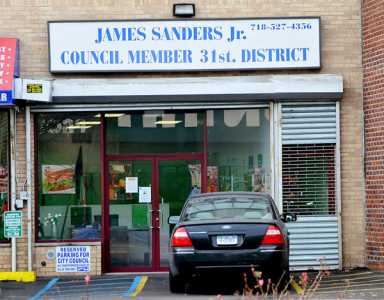 JAMES SANDERS Jr. 718-527-4356
COUNCIL MEMBER 31st. DISTRICT
RESERVED
PARKING FOR
CITY COUNCIL